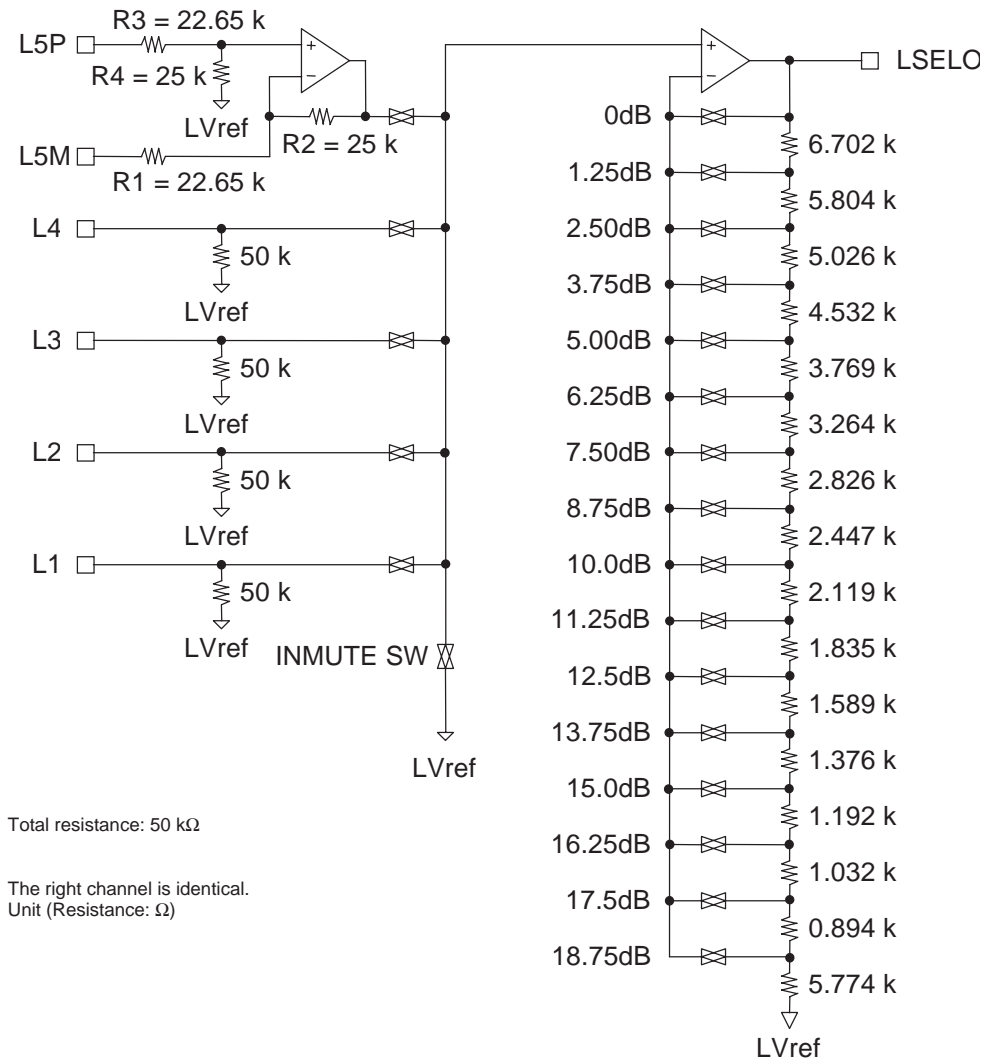 R3 = 22.65 k
L5P
LSELO
R4 = 25 k
LVref
0dB
R2 = 25 k
6.702 k
L5M
R1 = 22.65 k
1.25dB
5.804 k
L4
2.50dB
50 k
5.026 k
3.75dB
LVref
4.532 k
L3
5.00dB
50 k
3.769 k
6.25dB
LVref
3.264 k
L2
7.50dB
50 k
2.826 k
8.75dB
LVref
2.447 k
L1
10.0dB
50 k
2.119 k
11.25dB
LVref
INMUTE SW
1.835 k
12.5dB
1.589 k
13.75dB
LVref
1.376 k
15.0dB
1.192 k
Total resistance: 50 kΩ
16.25dB
1.032 k
The right channel is identical.
Unit (Resistance: Ω)
17.5dB
0.894 k
18.75dB
5.774 k
LVref